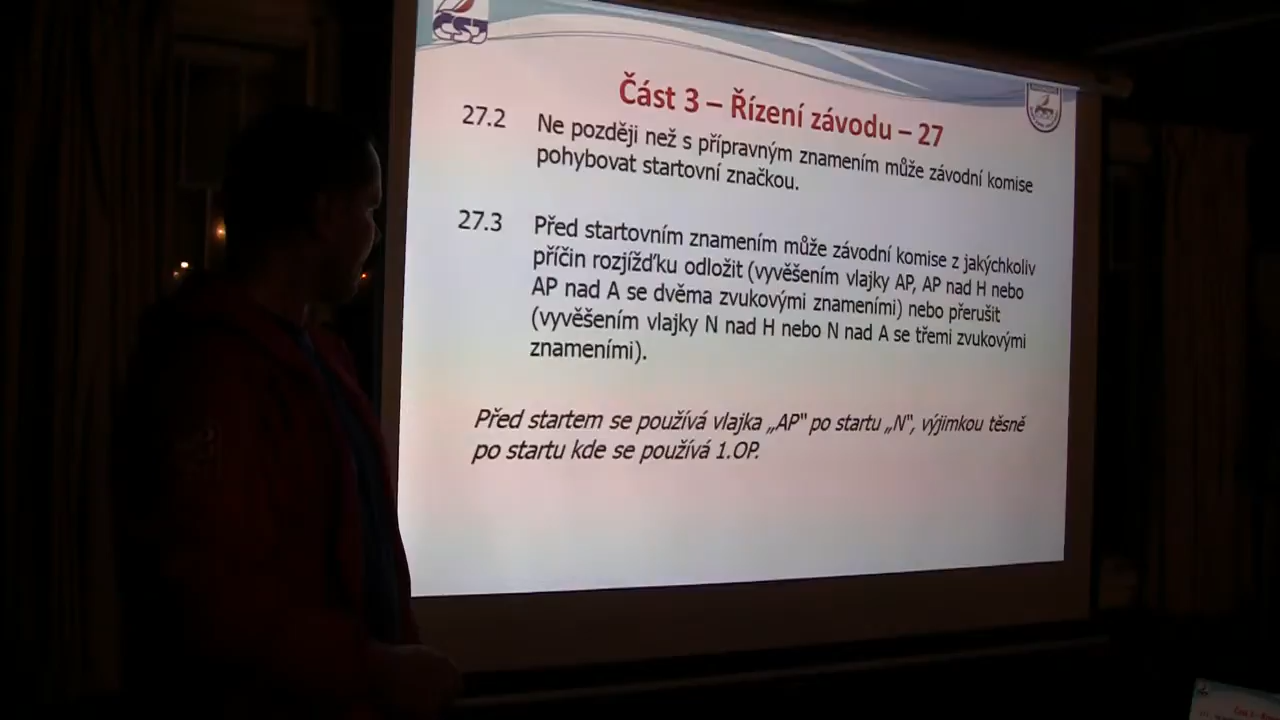 ČSJ
Část 3 – Řízení závodu – 27
27.2 Ne později než s přípravným znamením může závodní komise
pohybovat startovní značkou.
27.3 Před startovním znamením může závodní komise z jakýchkoliv
příčin rozjížďku odložit (vyvěšením vlajky AP, AP nad H nebo
AP nad A se dvěma zvukovými znameními) nebo přerušit
(vyvěšením vlajky N nad H nebo N nad A se třemi zvukovými
znameními).
Před startem se používá vlajka „AP" po startu „N", výjimkou těsně
po startu kde se používá 1.OP.